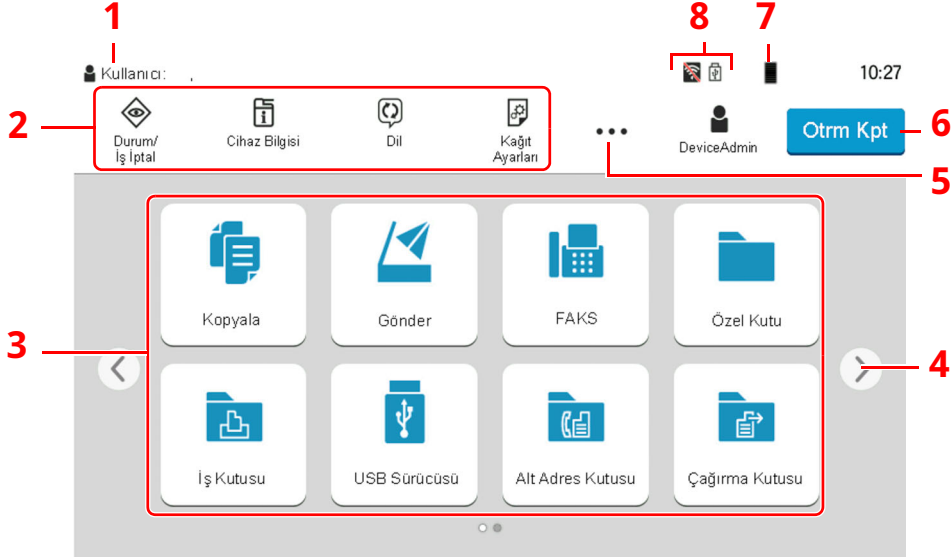 1
8
7
Kullanıcı: ,
10:27
2
Durum/
İş İptal
Cihaz Bilgisi
Dil
Kağıt
Ayarları
DeviceAdmin
Otrm Kpt
6
5
Kopyala
Gönder
FAKS
Özel Kutu
3
4
İş Kutusu
USB Sürücüsü
Alt Adres Kutusu
Çağırma Kutusu